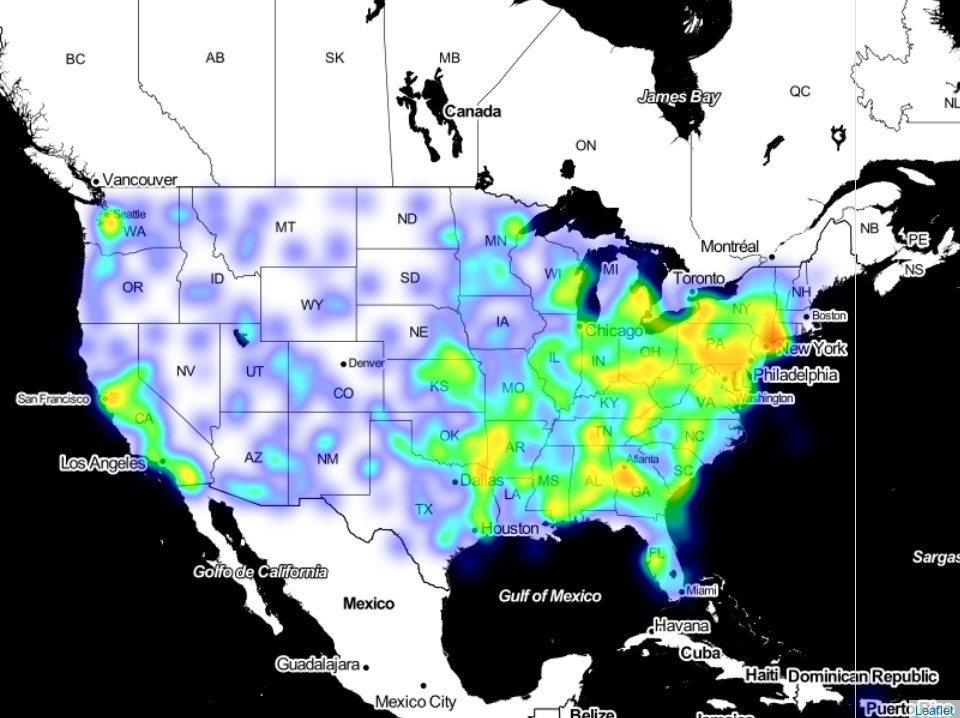 BC
AB
SK
MB
QC
NL
James Bay
Canada
ON
Vancouver
Seattle
WA
MT
ND
MN
NB
PE
NS
Montréal
OR
ID
SD
WI
MI
Toronto
NH
WY
NY
Boston
IA
NE
Chicago
PA
New York
NV
UT
Denver
CO
KS
IL
IN
OH
Philadelphia
San Francisco
MO
Washington
CA
KY
VA
OK
TN
NC
Los Angeles
AZ
NM
AR
Atlanta
SC
Dallas
MS
AL
GA
LA
TX
Houston
FL
Golfo de California
Miami
Sargas
Mexico
Gulf of Mexico
Havana
Cuba
Guadalajara
Haiti
Dominican Republic
Mexico City
Puerto Rico
Belize
Jamaica
Leaflet